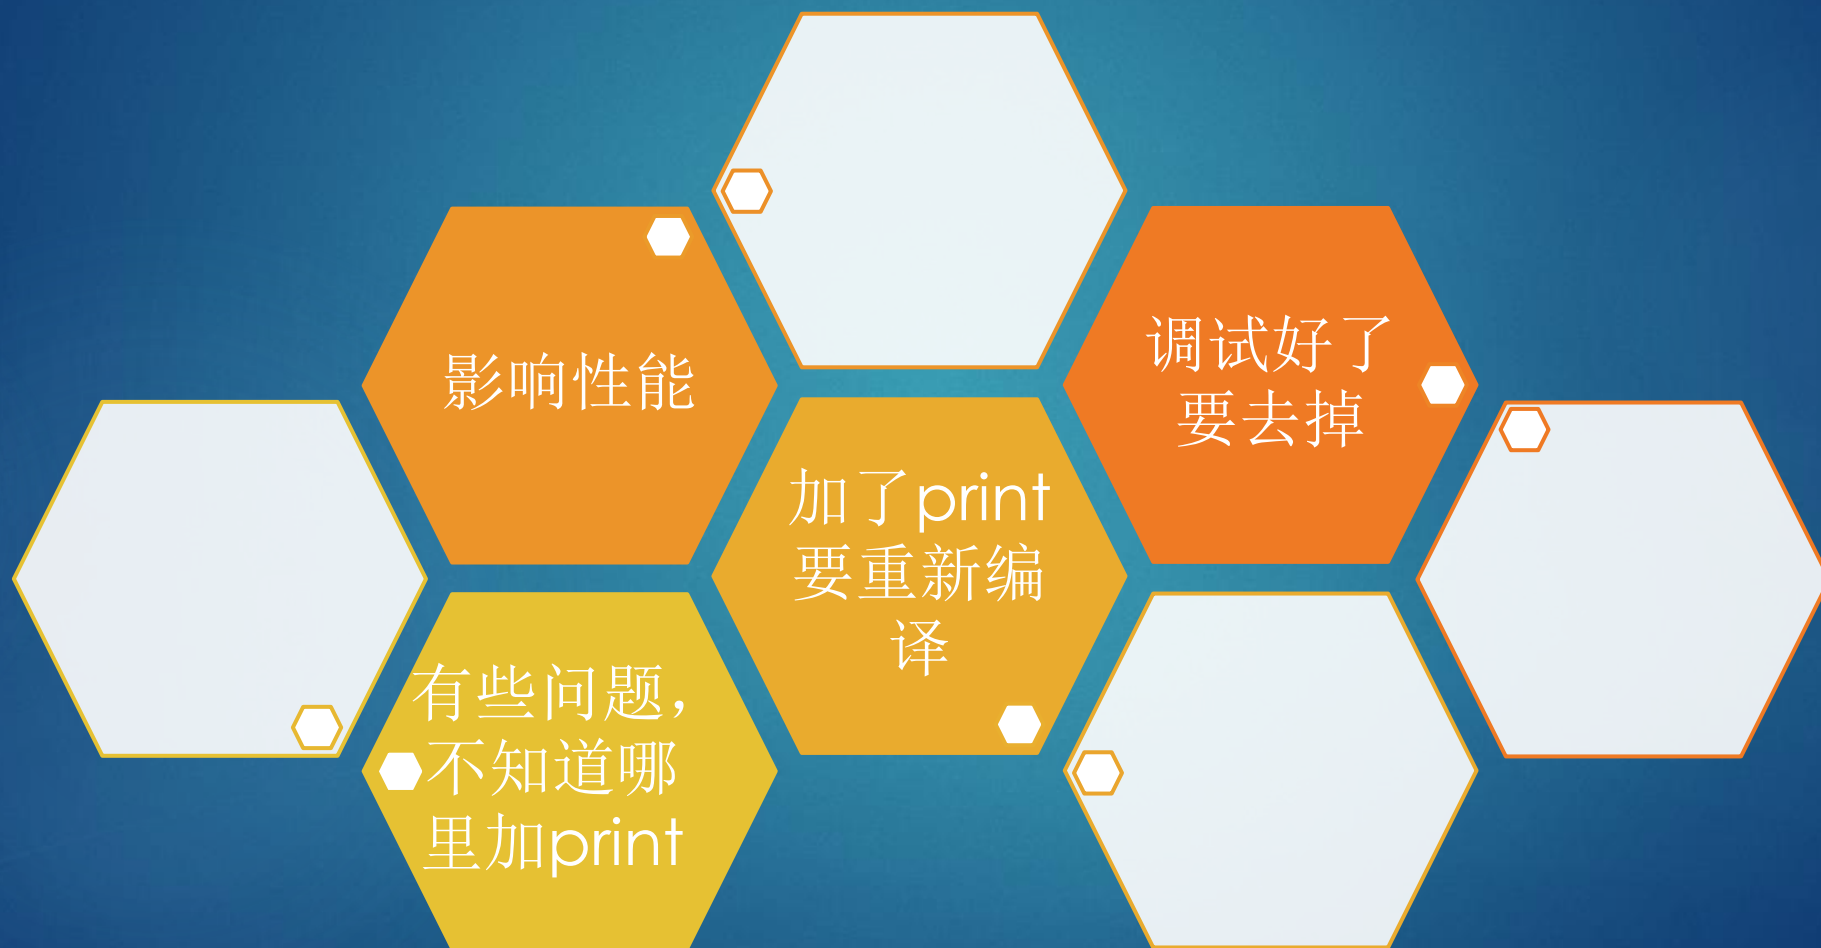 影响性能
调试好了
要去掉
加了print
要重新编
译
有些问题，
不知道哪
里加print